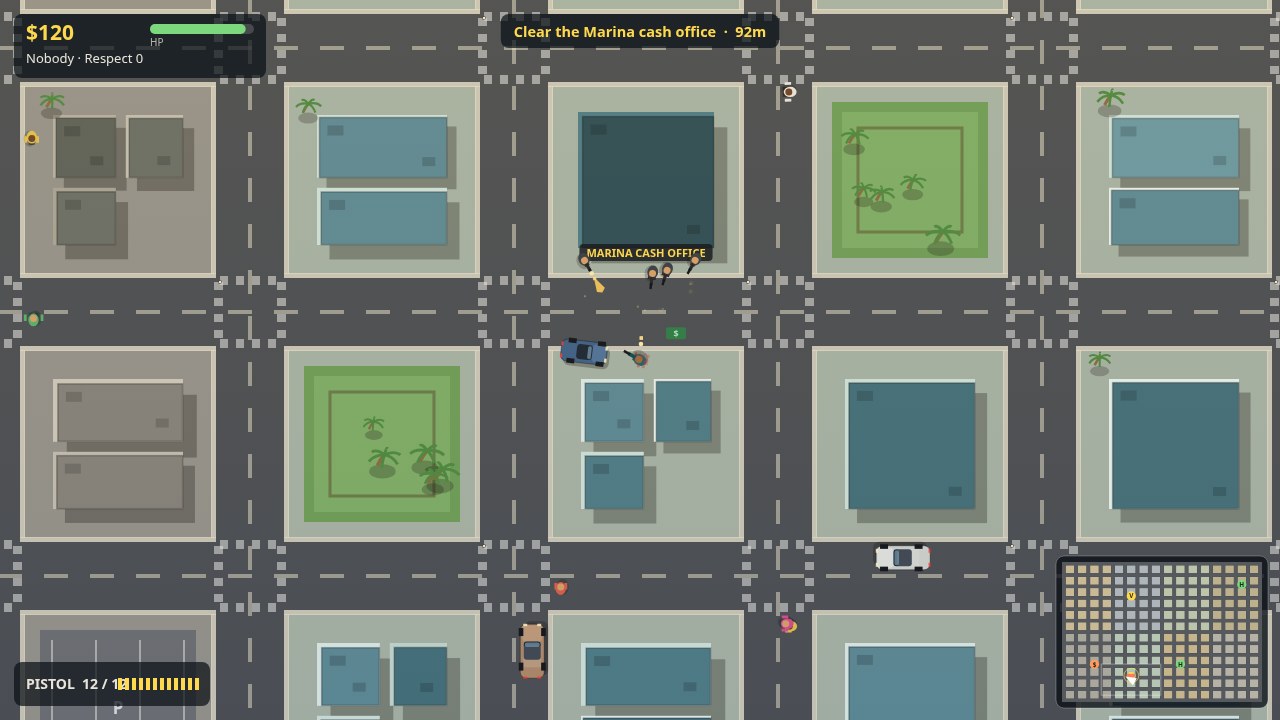 $120
HP
Nobody · Respect 0
Clear the Marina cash office · 92m
MARINA CASH OFFICE
$
PISTOL 12 / 12
P
H
V
$
H